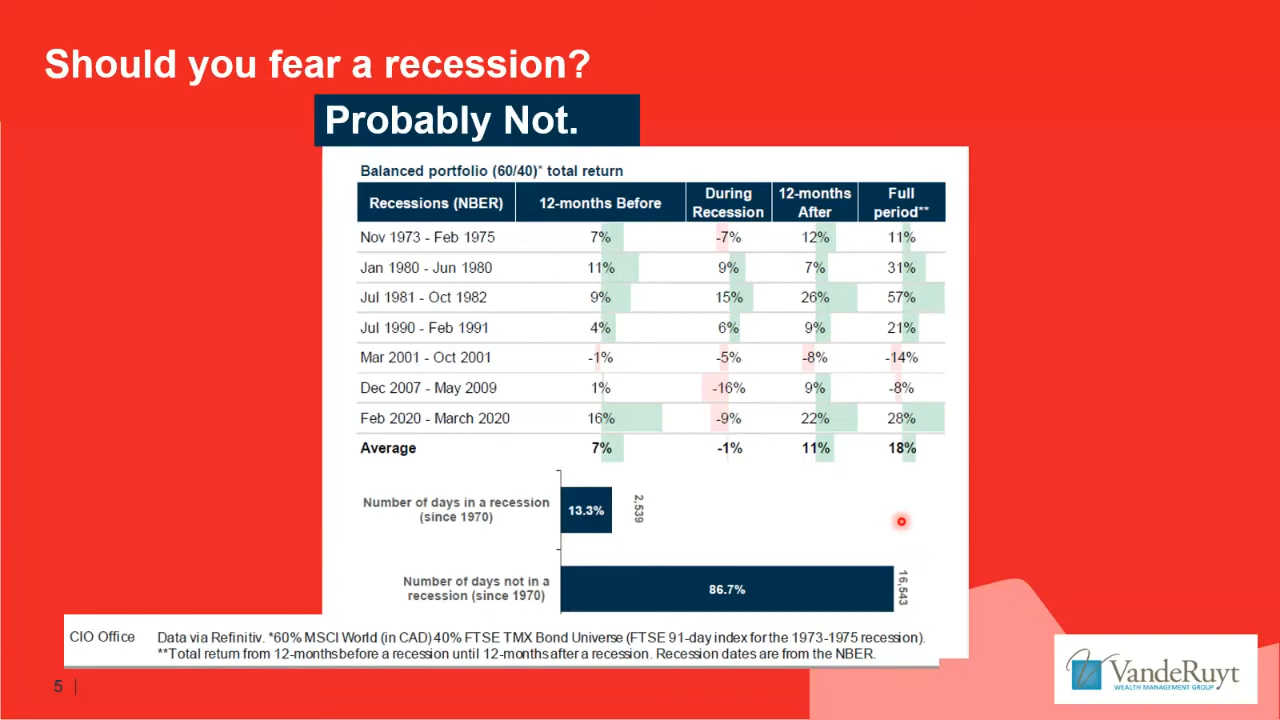 Should you fear a recession?
Probably Not.
Balanced portfolio (60/40)* total return
Recessions (NBER) 12-months Before During Recession 12-months After Full period**
Nov 1973 - Feb 1975 7% -7% 12% 11%
Jan 1980 - Jun 1980 11% 9% 7% 31%
Jul 1981 - Oct 1982 9% 15% 26% 57%
Jul 1990 - Feb 1991 4% 6% 9% 21%
Mar 2001 - Oct 2001 -1% -5% -8% -14%
Dec 2007 - May 2009 1% -16% 9% -8%
Feb 2020 - March 2020 16% -9% 22% 28%
Average 7% -1% 11% 18%
Number of days in a recession
(since 1970)
13.3%
2,539
Number of days not in a
recession (since 1970)
86.7%
16,543
CIO Office Data via Refinitiv. *60% MSCI World (in CAD) 40% FTSE TMX Bond Universe (FTSE 91-day index for the 1973-1975 recession).
**Total return from 12-months before a recession until 12-months after a recession. Recession dates are from the NBER.
5 |
VandeRuyt
WEALTH MANAGEMENT GROUP